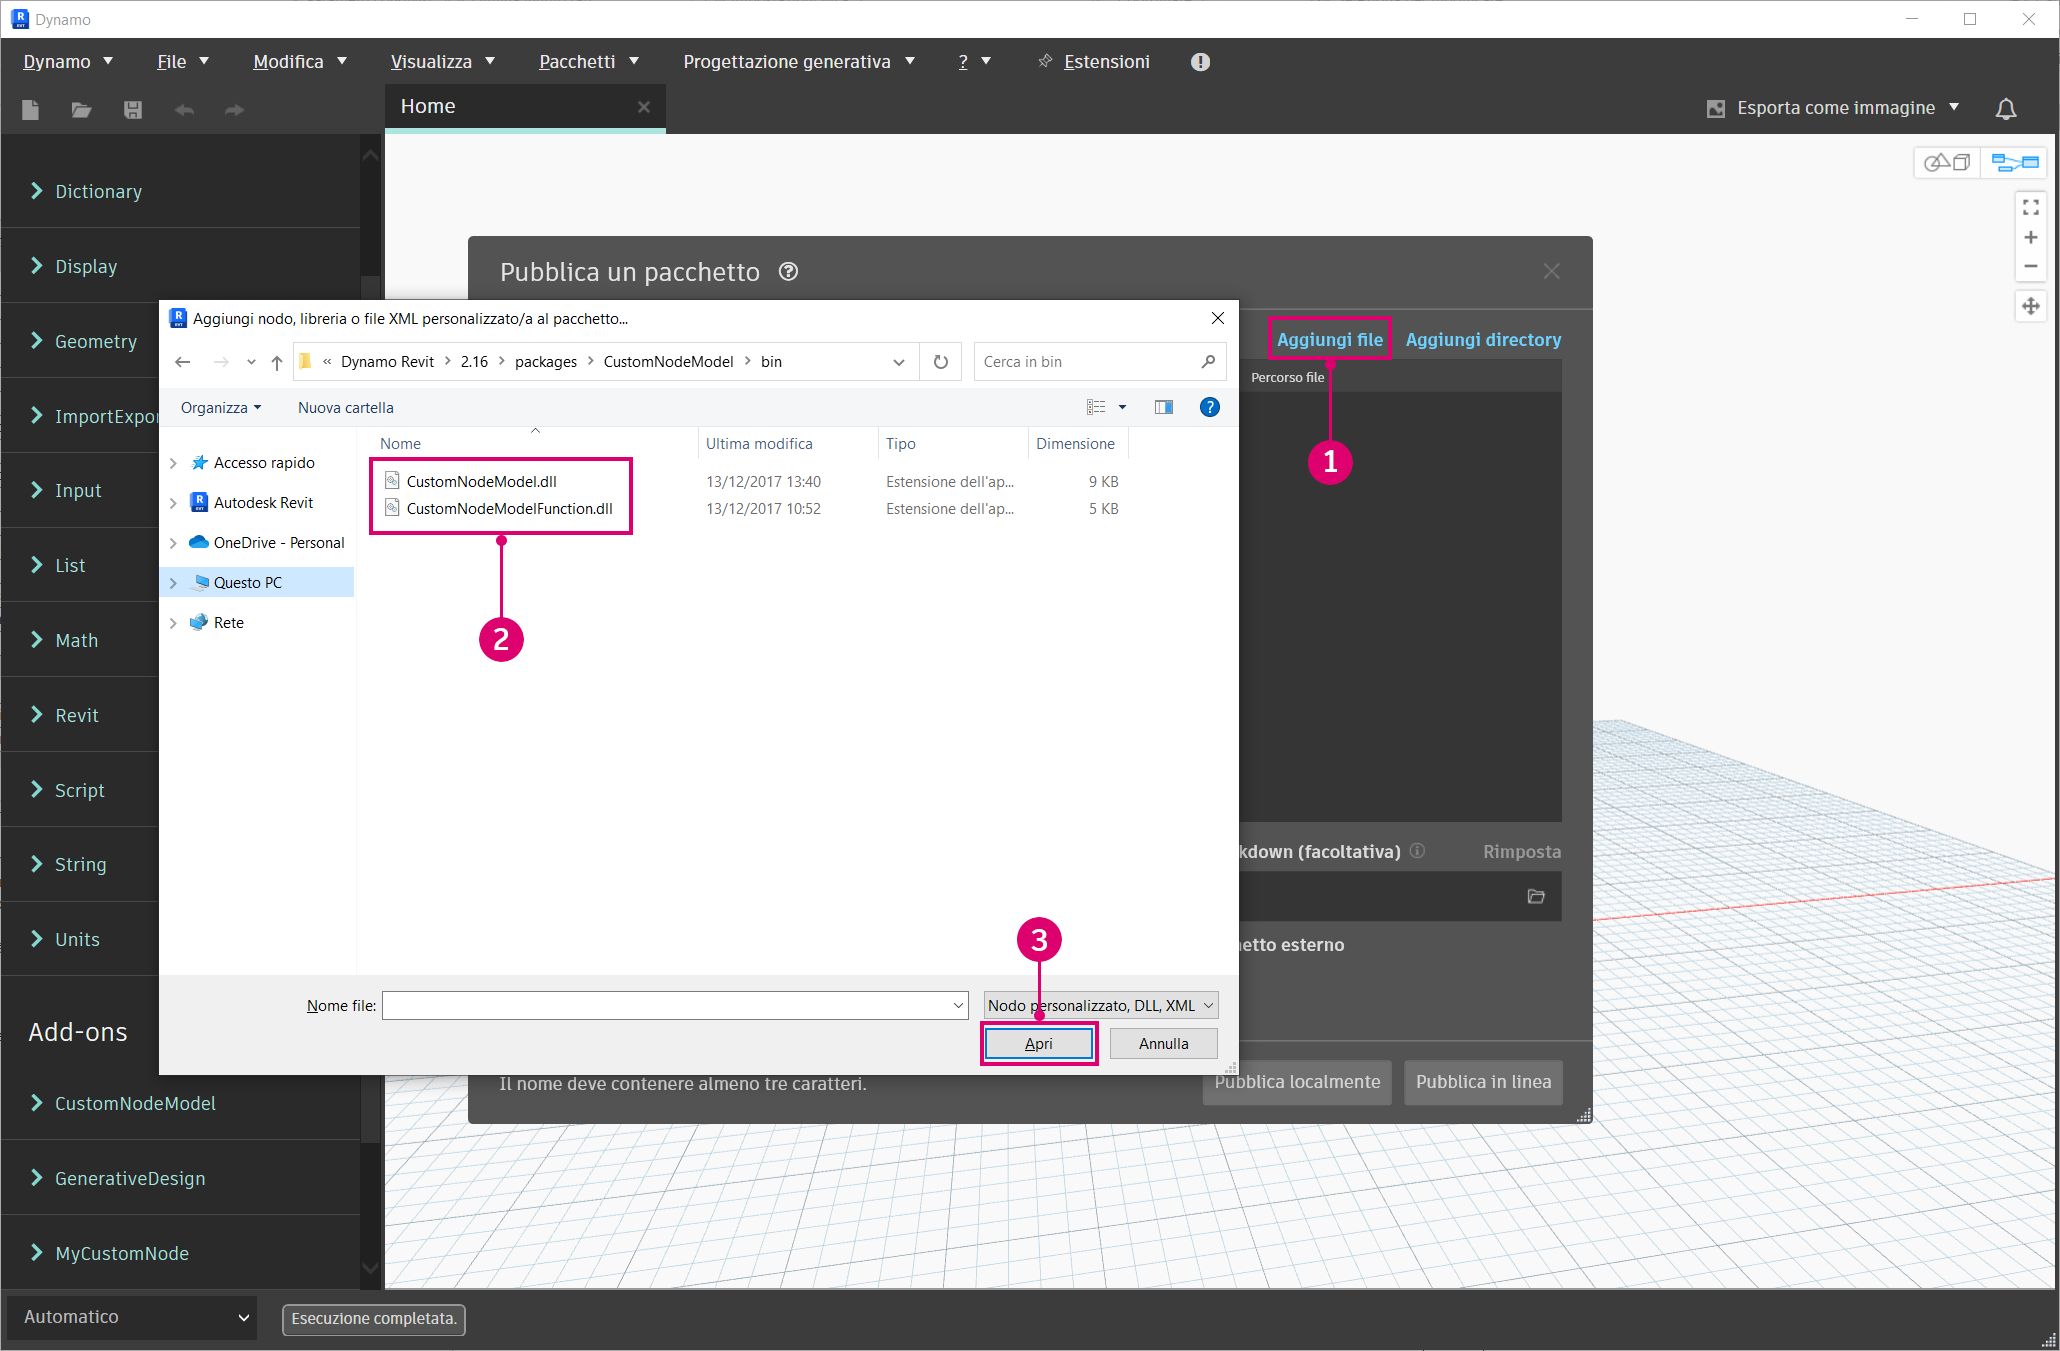 Dynamo
Dynamo File Modifica Visualizza Pacchetti Progettazione generativa ? Estensioni
Home
Esporta come immagine
Dictionary
Display
Geometry
ImportExpor
Input
List
Math
Revit
Script
String
Units
Add-ons
CustomNodeModel
GenerativeDesign
MyCustomNode
Automatico
Esecuzione completata.
Pubblica un pacchetto
Aggiungi file Aggiungi directory
Percorso file
1
kdown (facoltativa) Rimposta
netto esterno
Il nome deve contenere almeno tre caratteri.
Pubblica localmente Pubblica in linea
Aggiungi nodo, libreria o file XML personalizzato/a al pacchetto...
« Dynamo Revit > 2.16 > packages > CustomNodeModel > bin
Cerca in bin
Organizza Nuova cartella
Accesso rapido
Autodesk Revit
OneDrive - Personal
Questo PC
Rete
Nome Ultima modifica Tipo Dimensione
CustomNodeModel.dll 13/12/2017 13:40 Estensione dell'ap... 9 KB
CustomNodeModelFunction.dll 13/12/2017 10:52 Estensione dell'ap... 5 KB
2
3
Nome file: Nodo personalizzato, DLL, XML
Apri Annulla